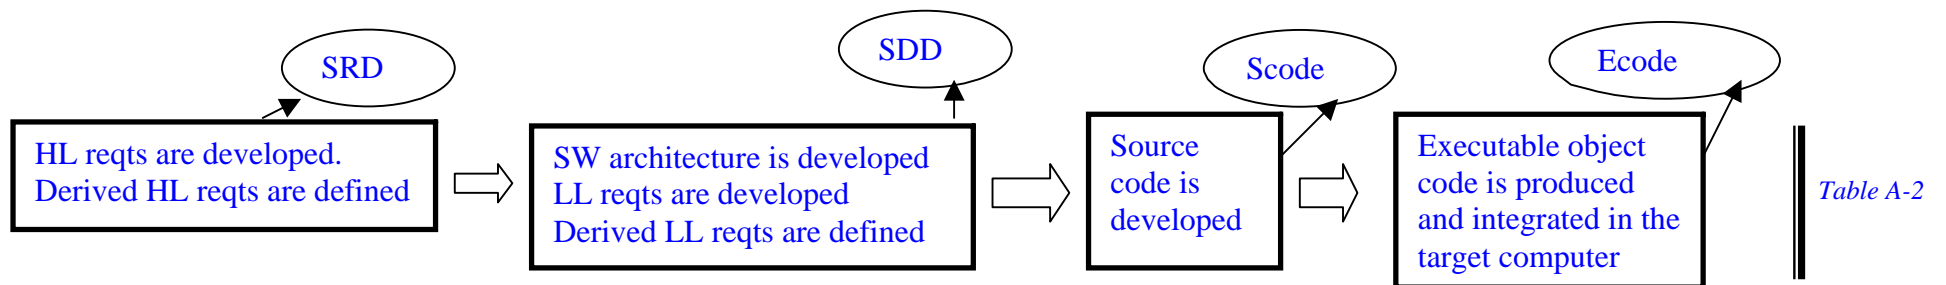 SRD
SDD
Scode
Ecode
HL reqts are developed.
Derived HL reqts are defined
SW architecture is developed
LL reqts are developed
Derived LL reqts are defined
Source
code is
developed
Executable object
code is produced
and integrated in the
target computer
Table A-2